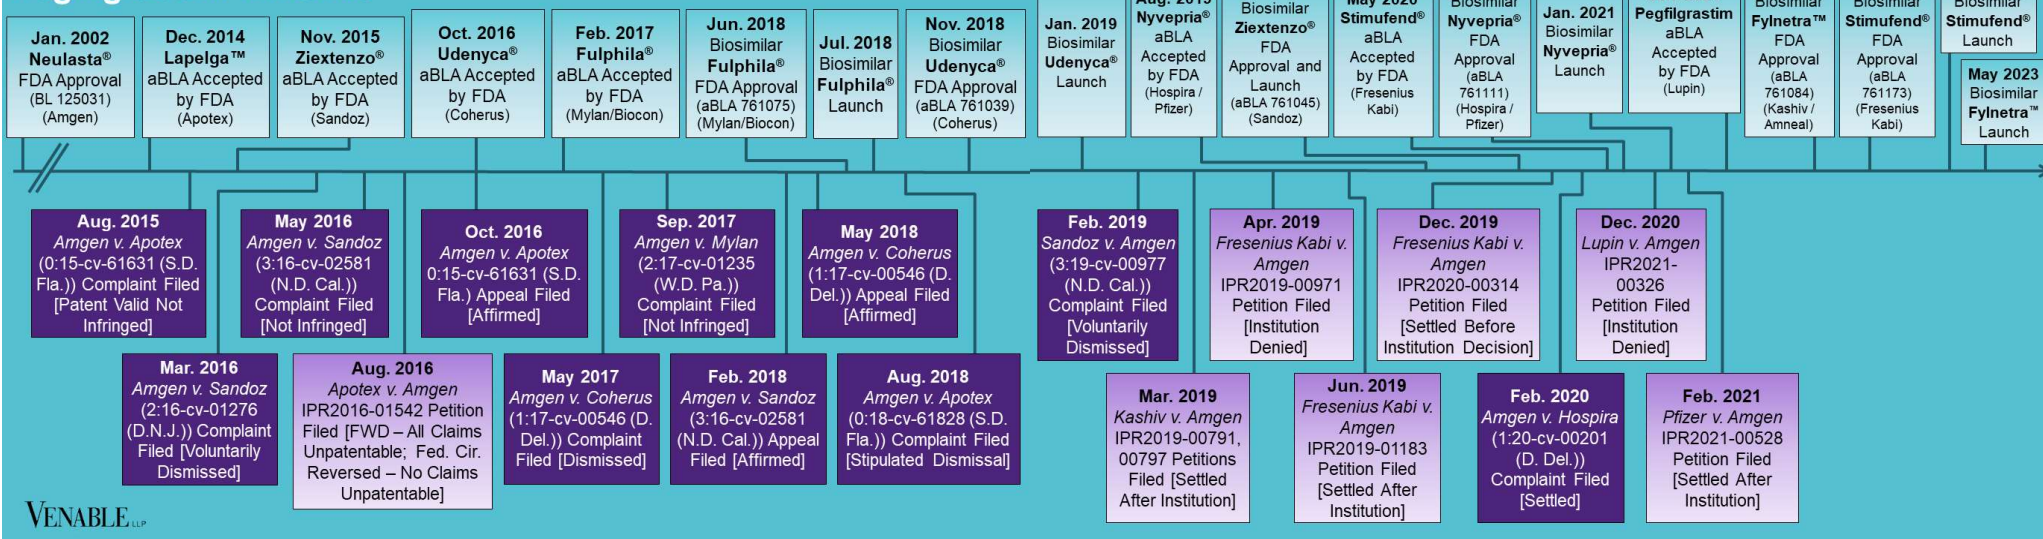 Jan. 2002
Neulasta®
FDA Approval
(BL 125031)
(Amgen)
Dec. 2014
Lapelga™
aBLA Accepted
by FDA
(Apotex)
Nov. 2015
Ziextenzo®
aBLA Accepted
by FDA
(Sandoz)
Oct. 2016
Udenyca®
aBLA Accepted
by FDA
(Coherus)
Feb. 2017
Fulphila®
aBLA Accepted
by FDA
(Mylan/Biocon)
Jun. 2018
Biosimilar
Fulphila®
FDA Approval
(aBLA 761075)
(Mylan/Biocon)
Jul. 2018
Biosimilar
Fulphila®
Launch
Nov. 2018
Biosimilar
Udenyca®
FDA Approval
(aBLA 761039)
(Coherus)
Jan. 2019
Biosimilar
Udenyca®
Launch
Aug. 2019
Nyvepria®
aBLA
Accepted
by FDA
(Hospira /
Pfizer)
Biosimilar
Ziextenzo®
FDA
Approval and
Launch
(aBLA 761045)
(Sandoz)
May 2020
Stimufend®
aBLA
Accepted
by FDA
(Fresenius
Kabi)
Biosimilar
Nyvepria®
FDA
Approval
(aBLA
761111)
(Hospira /
Pfizer)
Jan. 2021
Biosimilar
Nyvepria®
Launch
Pegfilgrastim
aBLA
Accepted
by FDA
(Lupin)
Biosimilar
Fylnetra™
FDA
Approval
(aBLA
761084)
(Kashiv /
Amneal)
Biosimilar
Stimufend®
FDA
Approval
(aBLA
761173)
(Fresenius
Kabi)
Biosimilar
Stimufend®
Launch
May 2023
Biosimilar
Fylnetra™
Launch
Aug. 2015
Amgen v. Apotex
(0:15-cv-61631 (S.D.
Fla.)) Complaint Filed
[Patent Valid Not
Infringed]
Mar. 2016
Amgen v. Sandoz
(2:16-cv-01276
(D.N.J.)) Complaint
Filed [Voluntarily
Dismissed]
May 2016
Amgen v. Sandoz
(3:16-cv-02581
(N.D. Cal.))
Complaint Filed
[Not Infringed]
Aug. 2016
Apotex v. Amgen
IPR2016-01542 Petition
Filed [FWD – All Claims
Unpatentable; Fed. Cir.
Reversed – No Claims
Unpatentable]
Oct. 2016
Amgen v. Apotex
0:15-cv-61631 (S.D.
Fla.) Appeal Filed
[Affirmed]
May 2017
Amgen v. Coherus
(1:17-cv-00546 (D.
Del.)) Complaint
Filed [Dismissed]
Sep. 2017
Amgen v. Mylan
(2:17-cv-01235
(W.D. Pa.))
Complaint Filed
[Not Infringed]
Feb. 2018
Amgen v. Sandoz
(3:16-cv-02581
(N.D. Cal.)) Appeal
Filed [Affirmed]
May 2018
Amgen v. Coherus
(1:17-cv-00546 (D.
Del.)) Appeal Filed
[Affirmed]
Aug. 2018
Amgen v. Apotex
(0:18-cv-61828 (S.D.
Fla.)) Complaint Filed
[Stipulated Dismissal]
Feb. 2019
Sandoz v. Amgen
(3:19-cv-00977
(N.D. Cal.))
Complaint Filed
[Voluntarily
Dismissed]
Mar. 2019
Kashiv v. Amgen
IPR2019-00791,
00797 Petitions
Filed [Settled
After Institution]
Apr. 2019
Fresenius Kabi v.
Amgen
IPR2019-00971
Petition Filed
[Institution
Denied]
Jun. 2019
Fresenius Kabi v.
Amgen
IPR2019-01183
Petition Filed
[Settled After
Institution]
Dec. 2019
Fresenius Kabi v.
Amgen
IPR2020-00314
Petition Filed
[Settled Before
Institution Decision]
Feb. 2020
Amgen v. Hospira
(1:20-cv-00201
(D. Del.))
Complaint Filed
[Settled]
Dec. 2020
Lupin v. Amgen
IPR2021-
00326
Petition Filed
[Institution
Denied]
Feb. 2021
Pfizer v. Amgen
IPR2021-00528
Petition Filed
[Settled After
Institution]
VENABLE LLP